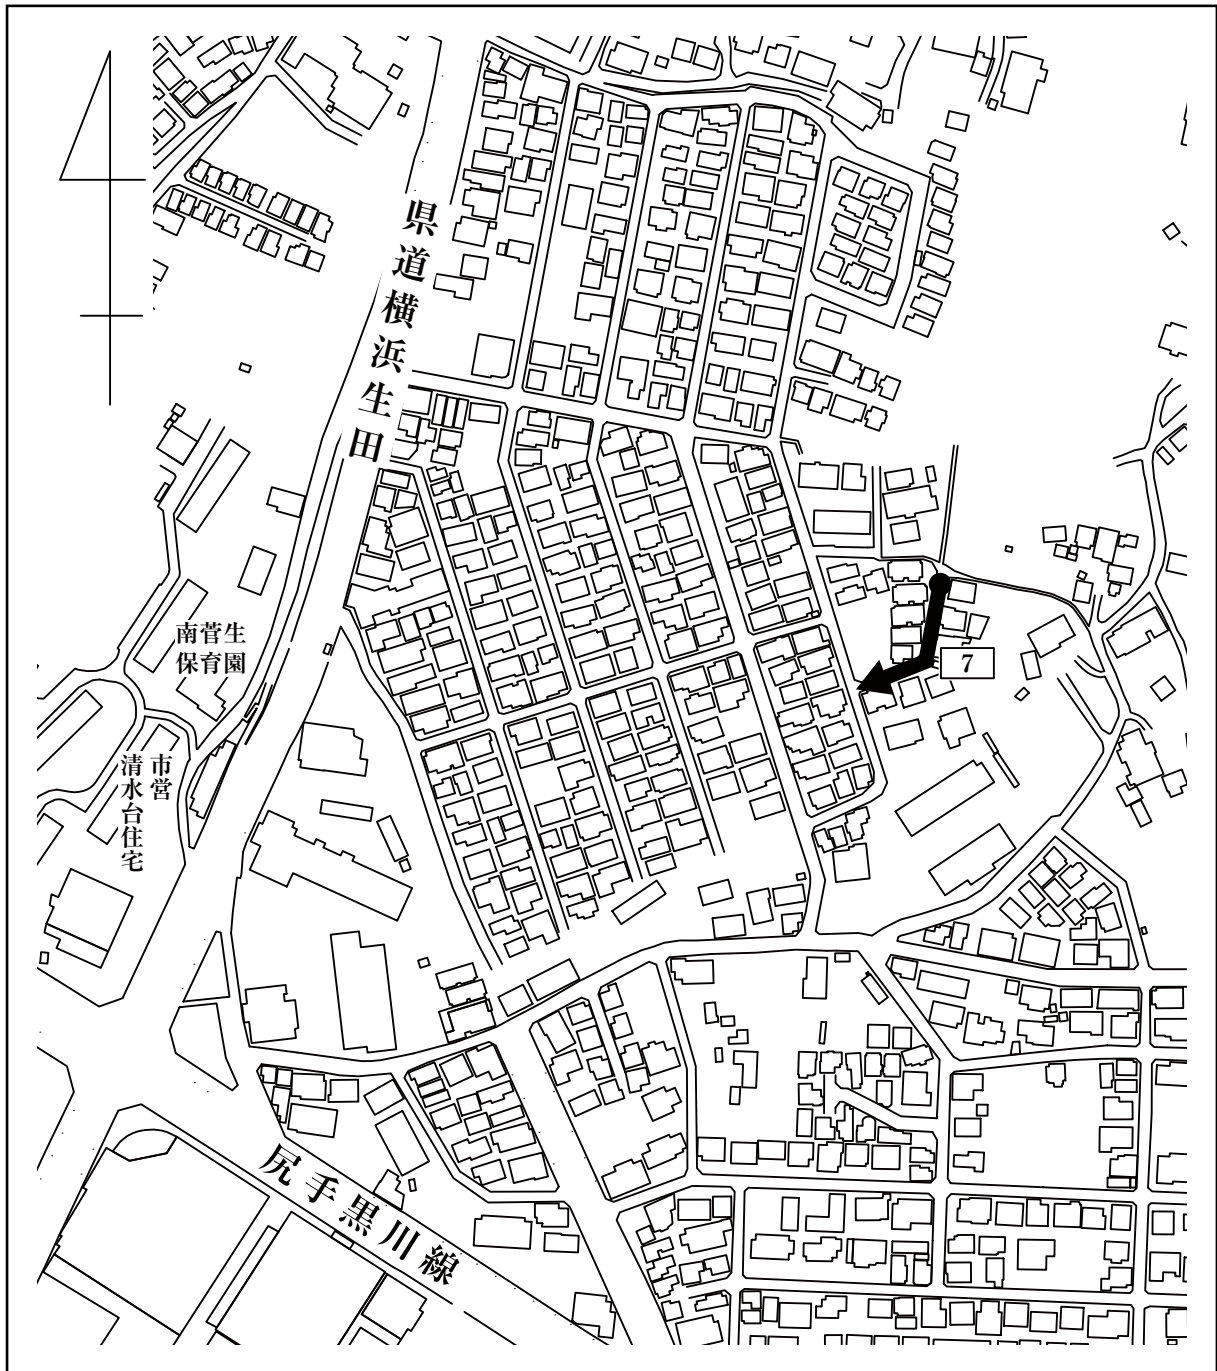 県道横浜生田
南菅生
保育園
7
市営
清水台住宅
尻手黒川線